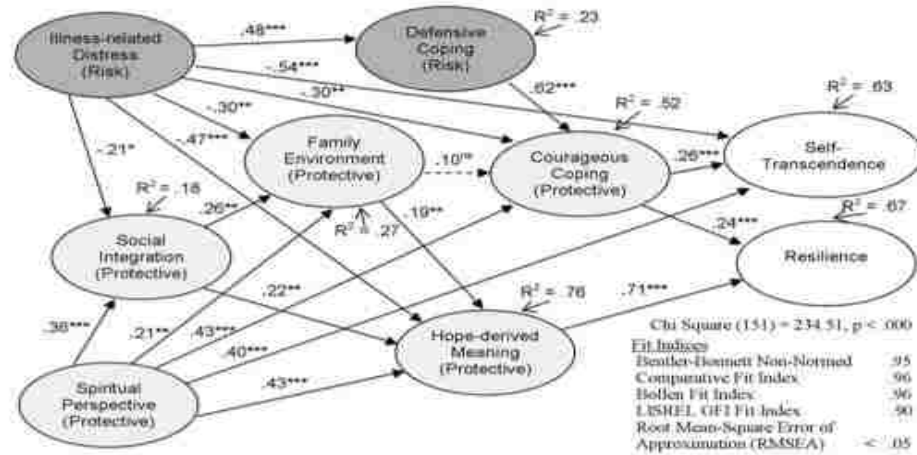 Illness-related
Distress
(Risk)
.48***
Defensive
Coping
(Risk)
R² = .23
-.54***
-.30**
-.30**
-.47***
-.21*
.62***
R² = .52
R² = .63
Family
Environment
(Protective)
.10ns
Courageous
Coping
(Protective)
.26***
Self-
Transcendence
R² = .18
.26**
R² = .27
.19**
.24***
R² = .67
Social
Integration
(Protective)
Resilience
.22**
R² = .76
.71***
.36***
.21**
.43***
.40***
Hope-derived
Meaning
(Protective)
Spiritual
Perspective
(Protective)
.43***
Chi Square (151) = 234.51, p < .000
Fit Indices
Bentler-Bonnett Non-Normed .95
Comparative Fit Index .96
Bollen Fit Index .96
LISREL GFI Fit Index .90
Root Mean-Square Error of
Approximation (RMSEA) < .05